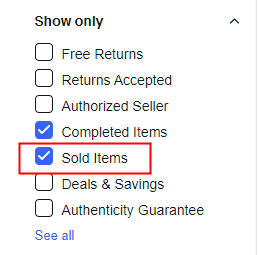 Show only
Free Returns
Returns Accepted
Authorized Seller
Completed Items
Sold Items
Deals & Savings
Authenticity Guarantee
See all